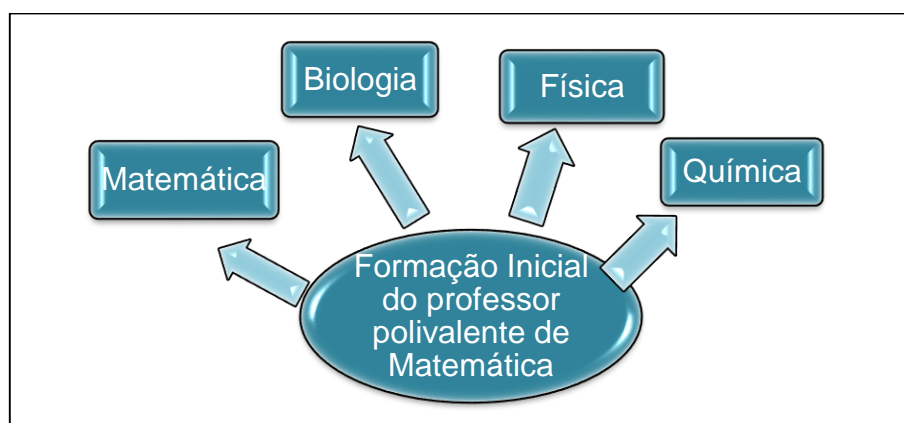 Biologia
Física
Matemática
Química
Formação Inicial
do professor
polivalente de
Matemática